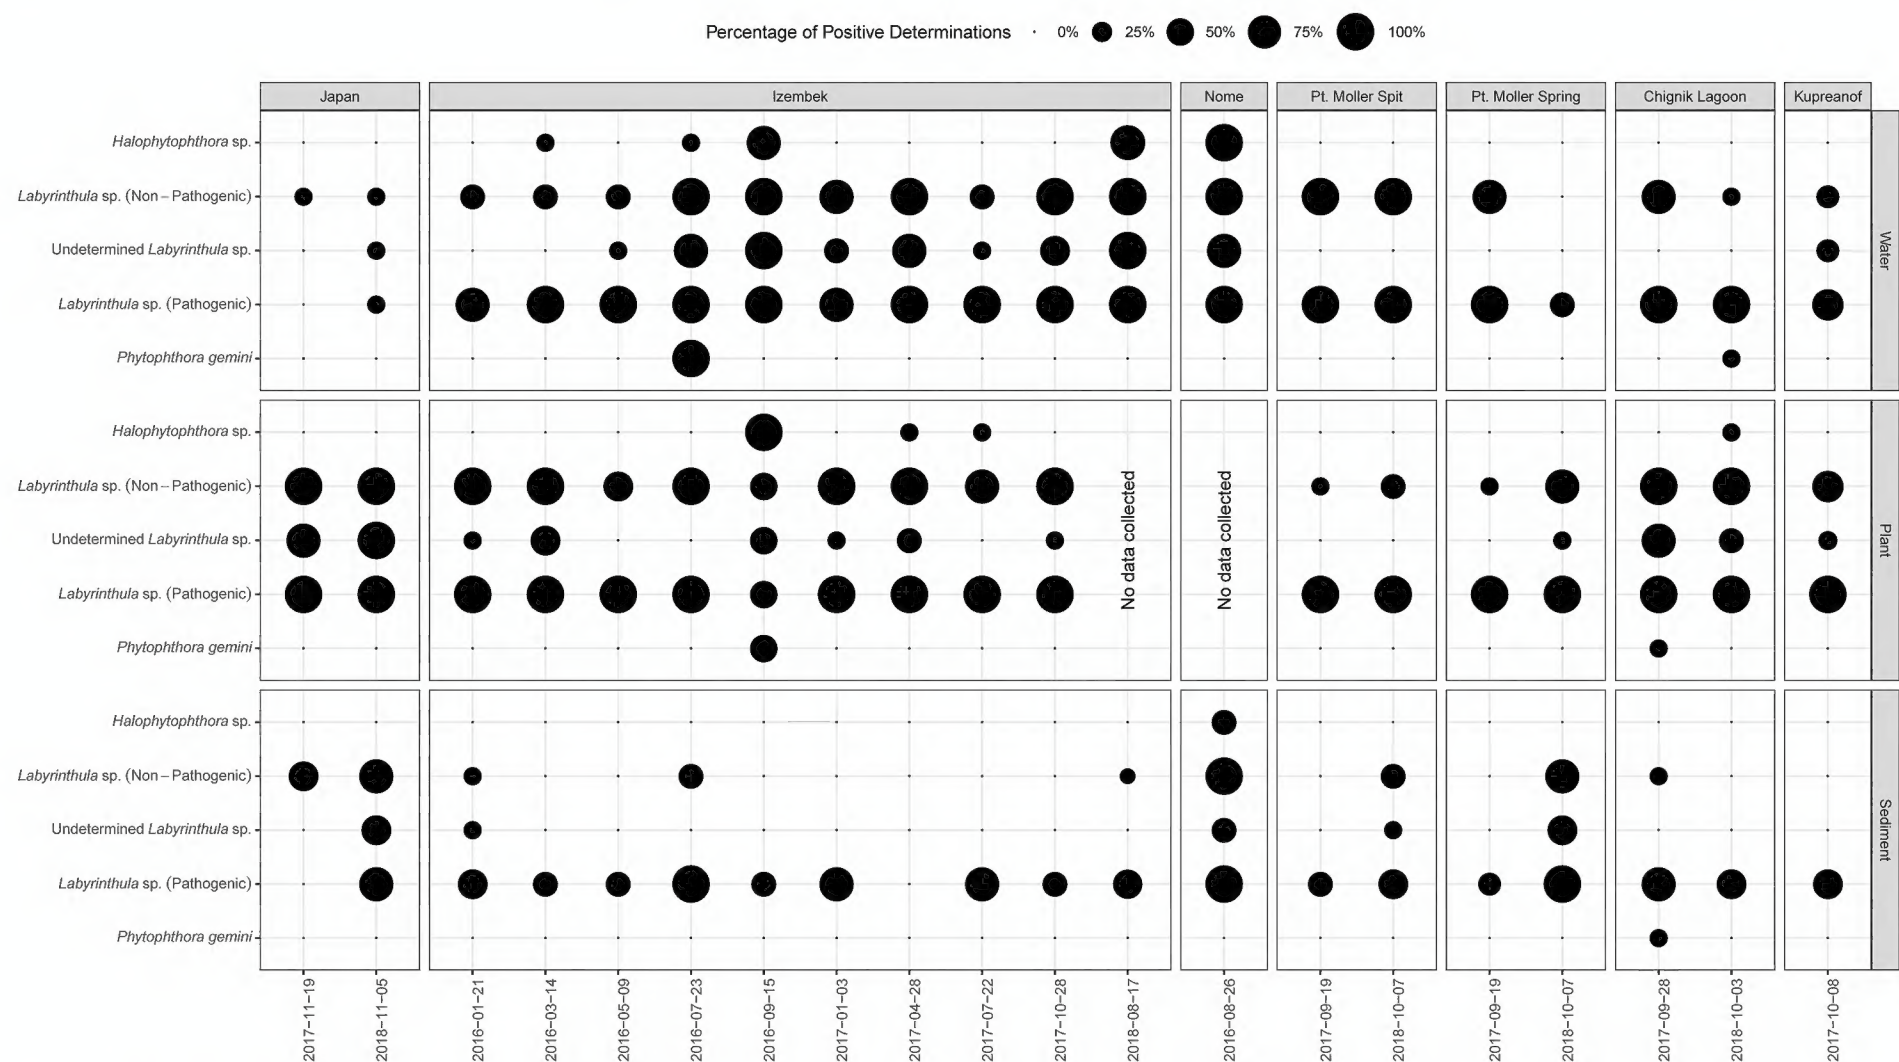 Percentage of Positive Determinations 0% 25% 50% 75% 100%
Japan Izembek Nome Pt. Moller Spit Pt. Moller Spring Chignik Lagoon Kupreanof
Halophytophthora sp.
Labyrinthula sp. (Non−Pathogenic)
Undetermined Labyrinthula sp.
Labyrinthula sp. (Pathogenic)
Phytophthora gemini
Water
Halophytophthora sp.
Labyrinthula sp. (Non−Pathogenic)
Undetermined Labyrinthula sp.
Labyrinthula sp. (Pathogenic)
Phytophthora gemini
No data collected
No data collected
Plant
Halophytophthora sp.
Labyrinthula sp. (Non−Pathogenic)
Undetermined Labyrinthula sp.
Labyrinthula sp. (Pathogenic)
Phytophthora gemini
Sediment
2017−11−19
2018−11−05
2016−01−21
2016−03−14
2016−05−09
2016−07−23
2016−09−15
2017−01−03
2017−04−28
2017−07−22
2017−10−28
2018−08−17
2016−08−26
2017−09−19
2018−10−07
2017−09−19
2018−10−07
2017−09−28
2018−10−03
2017−10−08